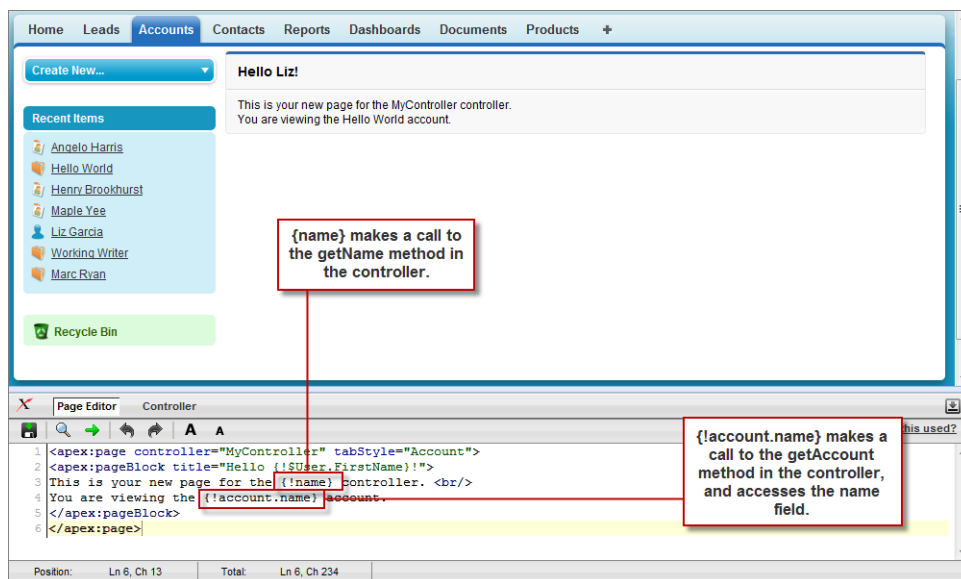 Home Leads Accounts Contacts Reports Dashboards Documents Products +
Create New...
Recent Items
Angelo Harris
Hello World
Henry Brookhurst
Maple Yee
Liz Garcia
Working Writer
Marc Ryan
Recycle Bin
Hello Liz!
This is your new page for the MyController controller.
You are viewing the Hello World account.
{name} makes a call to
the getName method in
the controller.
Page Editor Controller
A A
his used?
1 <apex:page controller="MyController" tabStyle="Account">
2 <apex:pageBlock title="Hello {!$User.FirstName}!">
3 This is your new page for the {!name} controller. <br/>
4 You are viewing the {!account.name} account.
5 </apex:pageBlock>
6 </apex:page>
{!account.name} makes a
call to the getAccount
method in the controller,
and accesses the name
field.
Position: Ln 6, Ch 13 Total: Ln 6, Ch 234